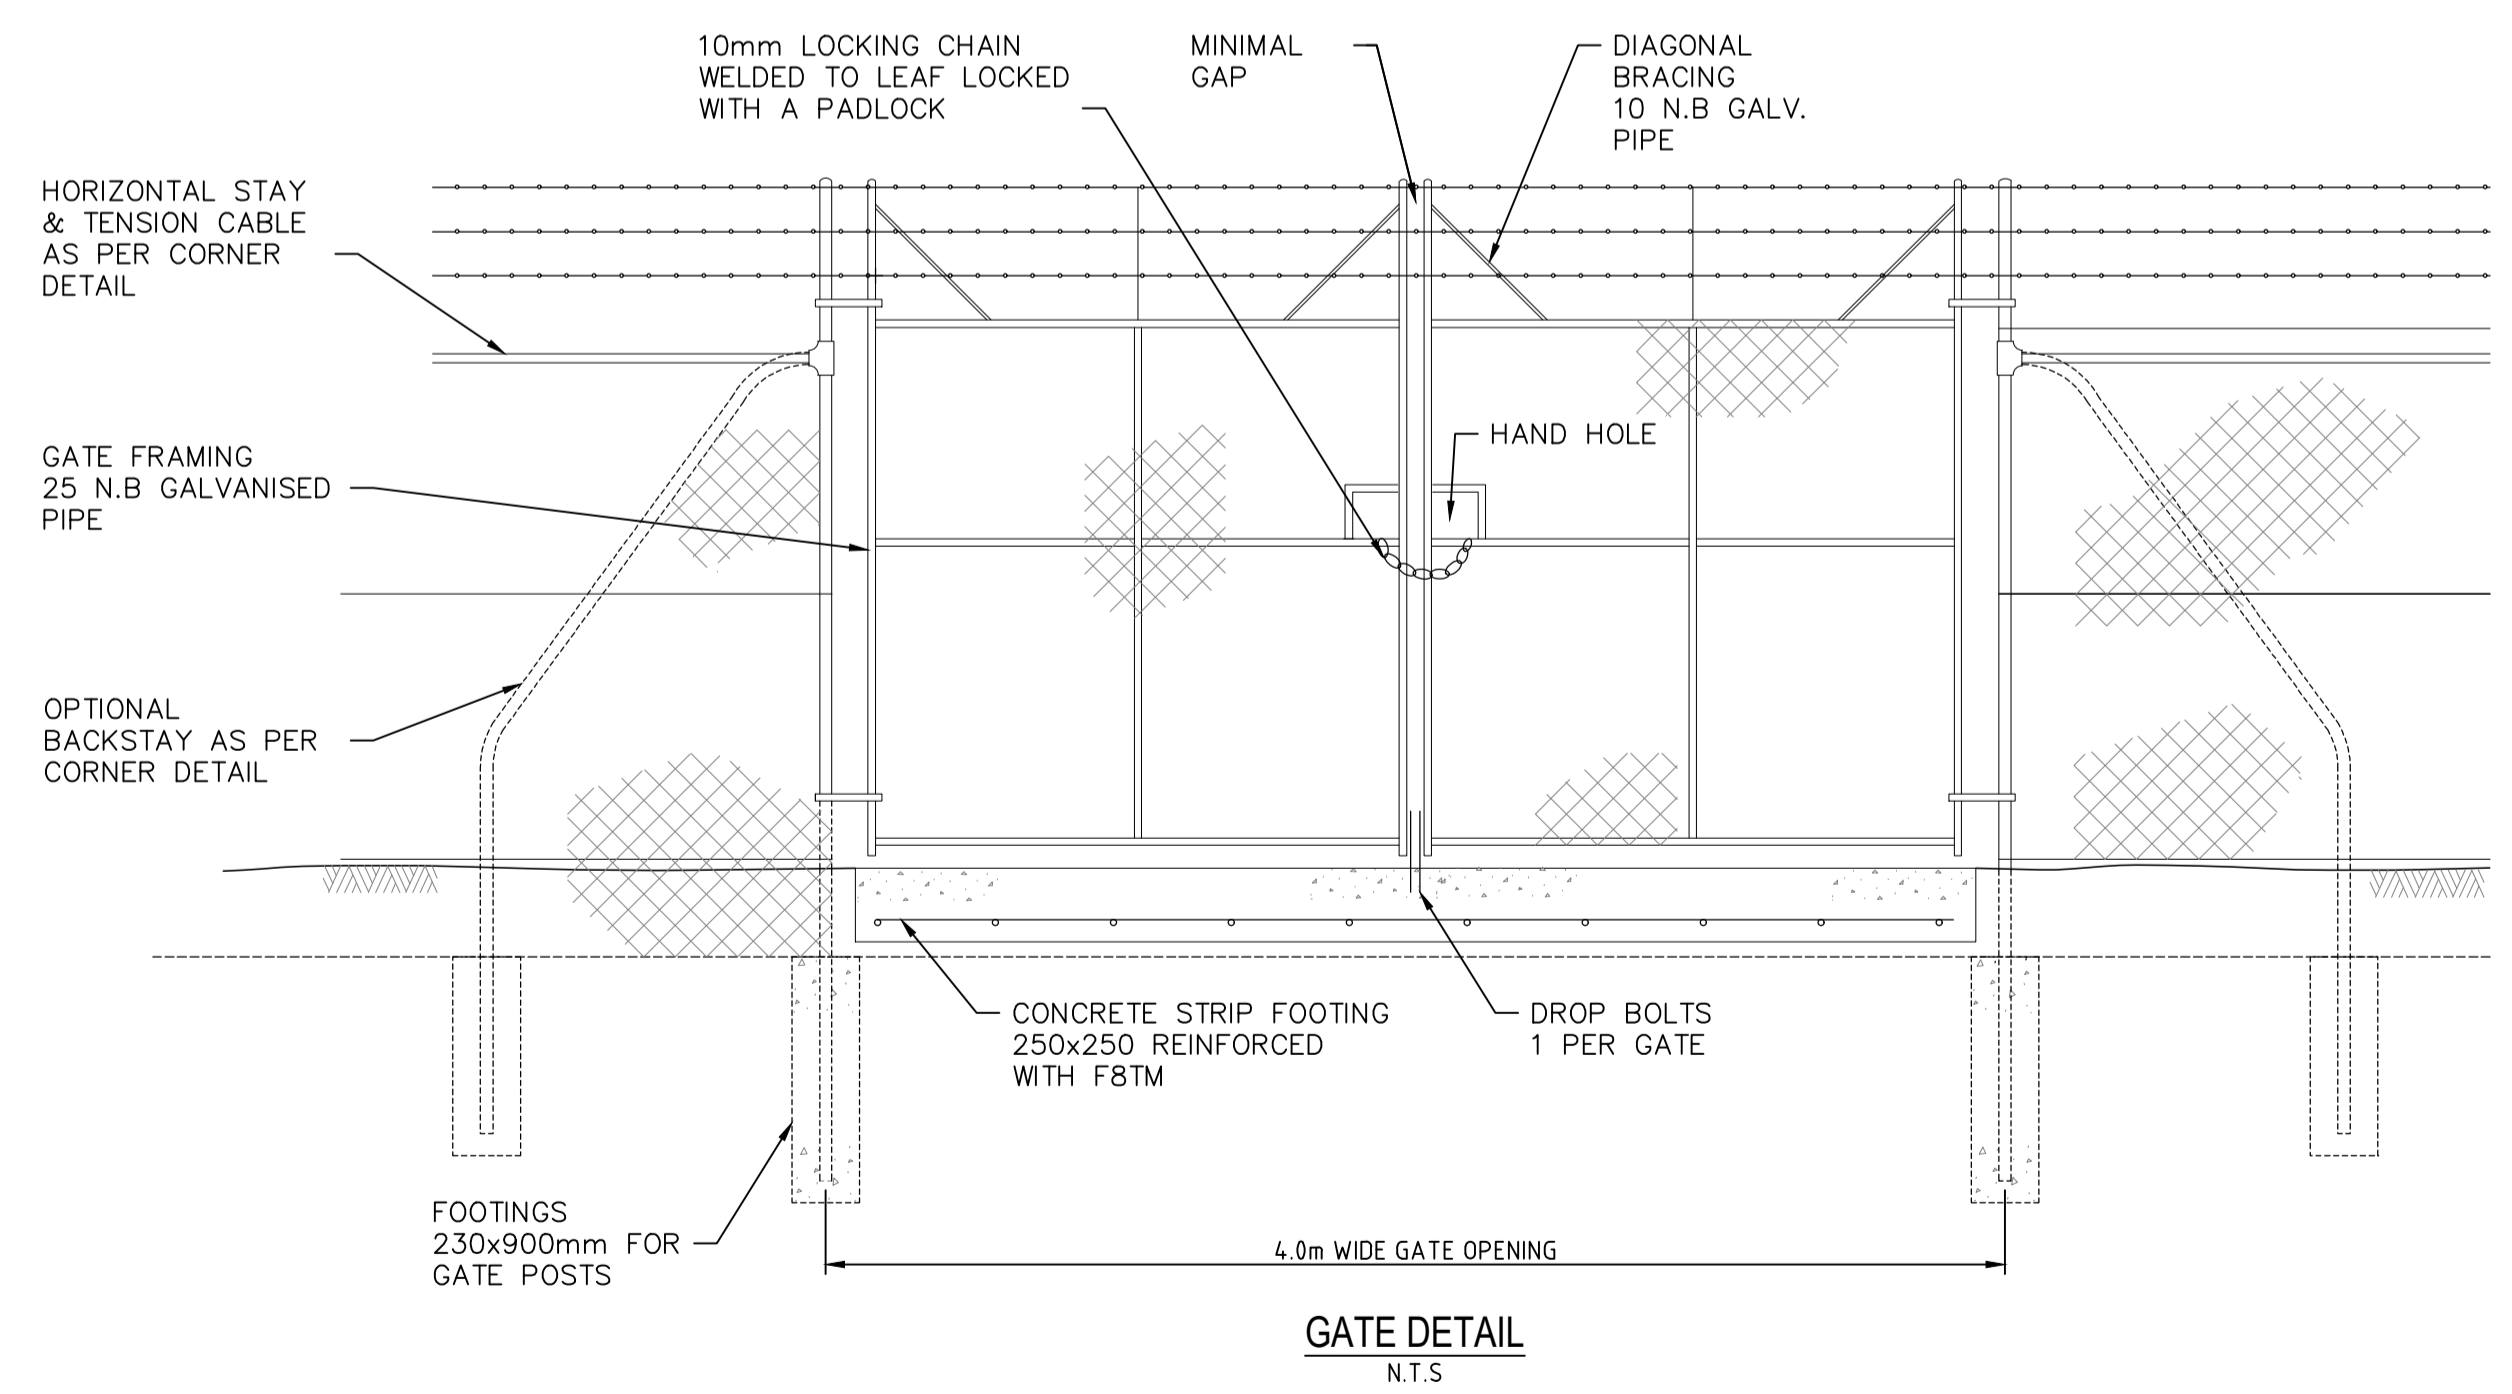 10mm LOCKING CHAIN
WELDED TO LEAF LOCKED
WITH A PADLOCK
MINIMAL
GAP
DIAGONAL
BRACING
10 N.B GALV.
PIPE
HORIZONTAL STAY
& TENSION CABLE
AS PER CORNER
DETAIL
HAND HOLE
GATE FRAMING
25 N.B GALVANISED
PIPE
OPTIONAL
BACKSTAY AS PER
CORNER DETAIL
CONCRETE STRIP FOOTING
250x250 REINFORCED
WITH F8TM
DROP BOLTS
1 PER GATE
FOOTINGS
230x900mm FOR
GATE POSTS
4.0m WIDE GATE OPENING
GATE DETAIL
N.T.S